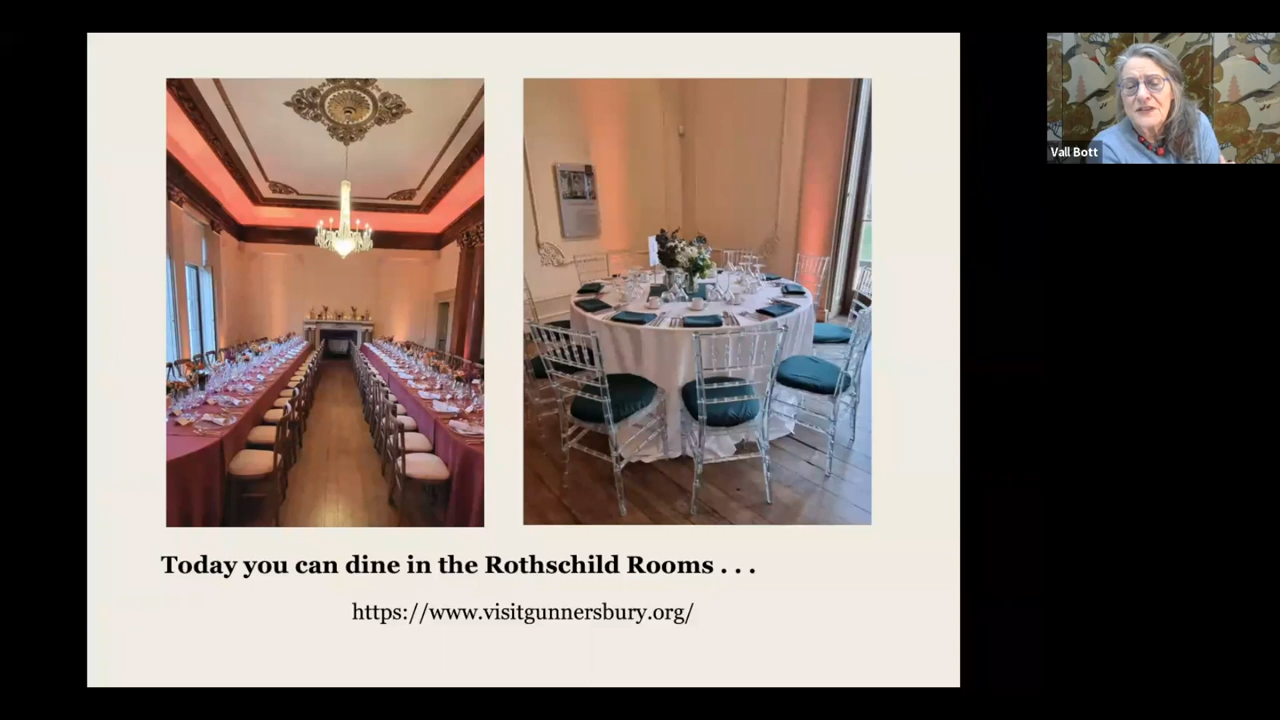 Vall Bott
Today you can dine in the Rothschild Rooms . . .
https://www.visitgunnersbury.org/